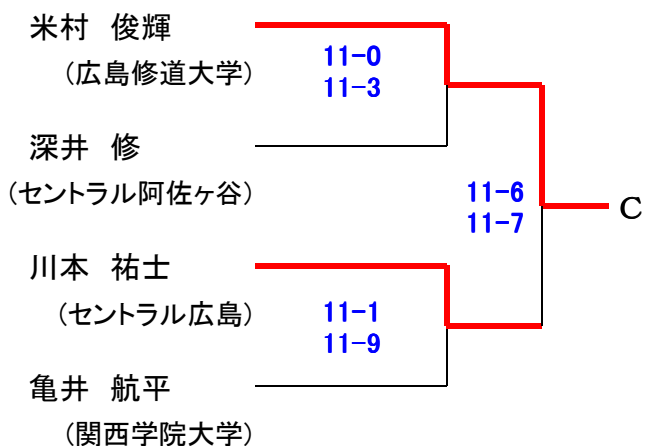 米村 俊輝
(広島修道大学)
11-0
11-3
深井 修
(セントラル阿佐ヶ谷)
11-6
11-7
C
川本 祐士
(セントラル広島)
11-1
11-9
亀井 航平
(関西学院大学)